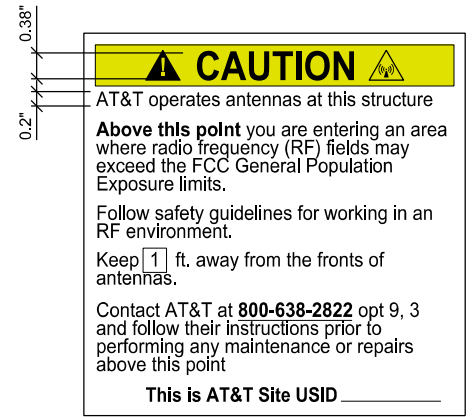 0.38"
0.2"
CAUTION
AT&T operates antennas at this structure
Above this point you are entering an area
where radio frequency (RF) fields may
exceed the FCC General Population
Exposure limits.
Follow safety guidelines for working in an
RF environment.
Keep 1 ft. away from the fronts of
antennas.
Contact AT&T at 800-638-2822 opt 9, 3
and follow their instructions prior to
performing any maintenance or repairs
above this point
This is AT&T Site USID